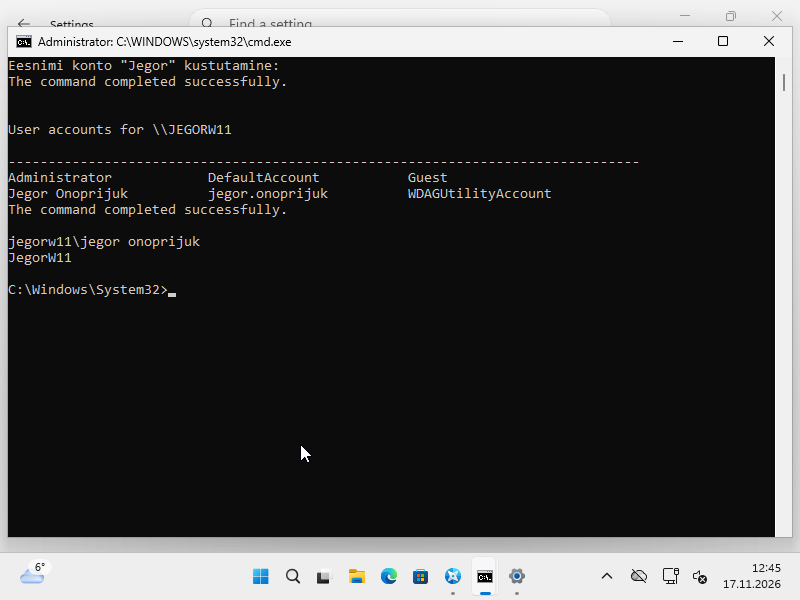 Settings
Find a setting
Administrator: C:\WINDOWS\system32\cmd.exe
Eesnimi konto "Jegor" kustutamine:
The command completed successfully.
User accounts for \\JEGORW11
-------------------------------------------------------------------------------
Administrator            DefaultAccount           Guest
Jegor Onoprijuk          jegor.onoprijuk          WDAGUtilityAccount
The command completed successfully.
jegorw11\jegor onoprijuk
JegorW11
C:\Windows\System32>
6°
12:45
17.11.2026